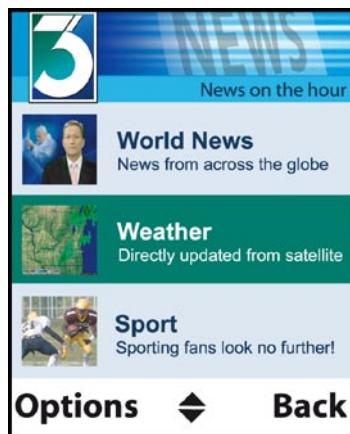 3
NEWS
News on the hour
World News
News from across the globe
Weather
Directly updated from satellite
Sport
Sporting fans look no further!
Options
Back